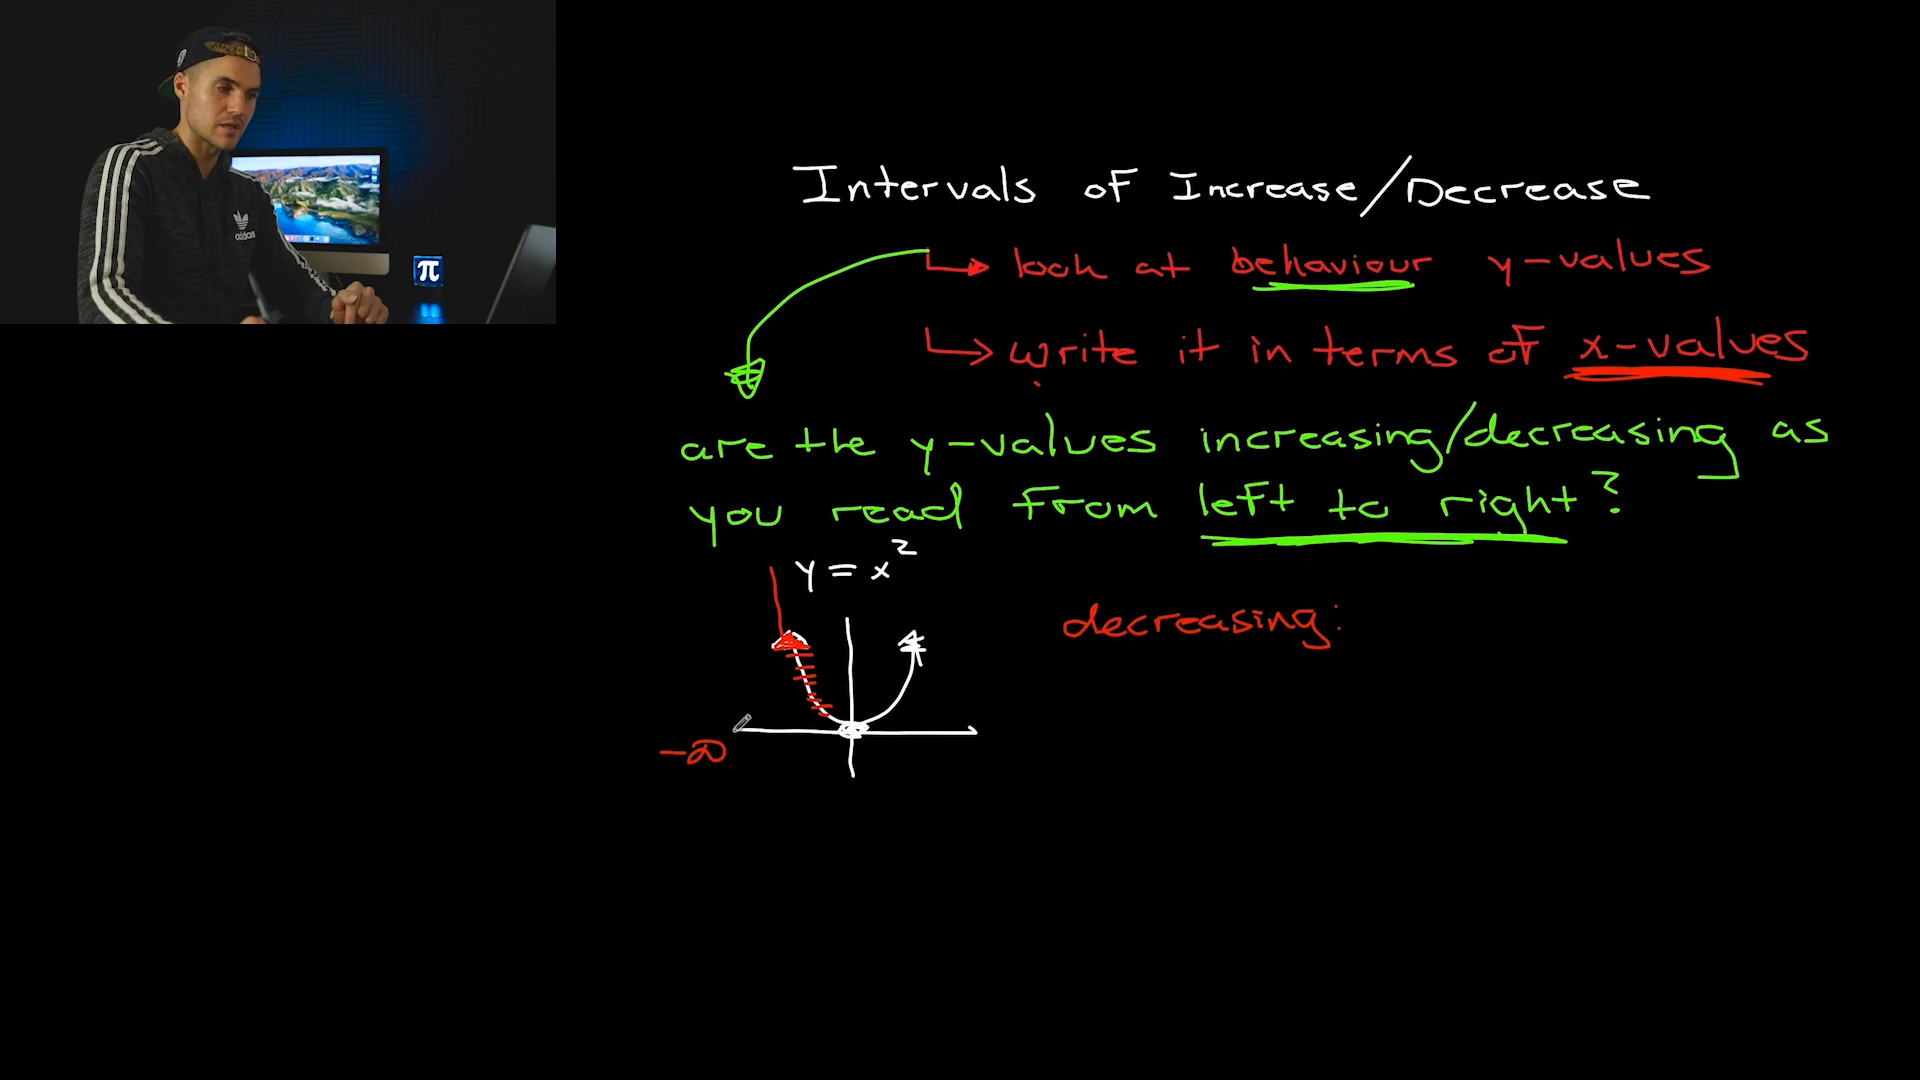 adidas
π
Intervals of Increase/Decrease
look at behaviour y-values
write it in terms of x-values
are the y-values increasing/decreasing as
you read from left to right?
y = x²
decreasing:
-∞